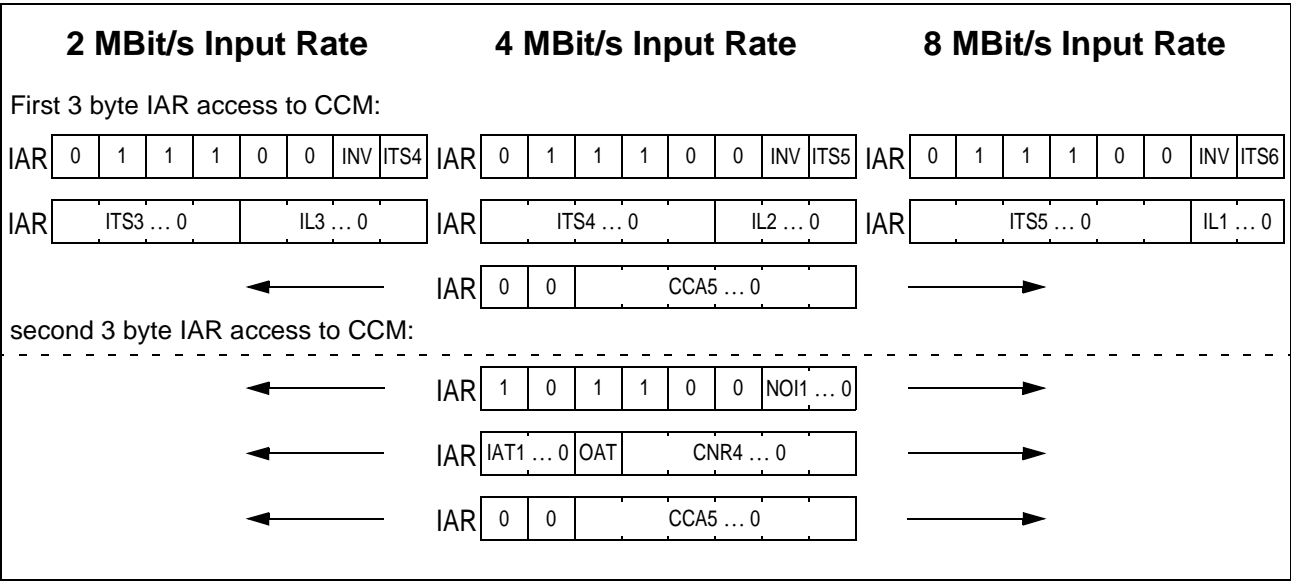 2 MBit/s Input Rate 4 MBit/s Input Rate 8 MBit/s Input Rate
First 3 byte IAR access to CCM:
IAR 0 1 1 1 0 0 INV ITS4 IAR 0 1 1 1 0 0 INV ITS5 IAR 0 1 1 1 0 0 INV ITS6
IAR ITS3 … 0 IL3 … 0 IAR ITS4 … 0 IL2 … 0 IAR ITS5 … 0 IL1 … 0
IAR 0 0 CCA5 … 0
second 3 byte IAR access to CCM:
IAR 1 0 1 1 0 0 NOI1 … 0
IAR IAT1 … 0 OAT CNR4 … 0
IAR 0 0 CCA5 … 0